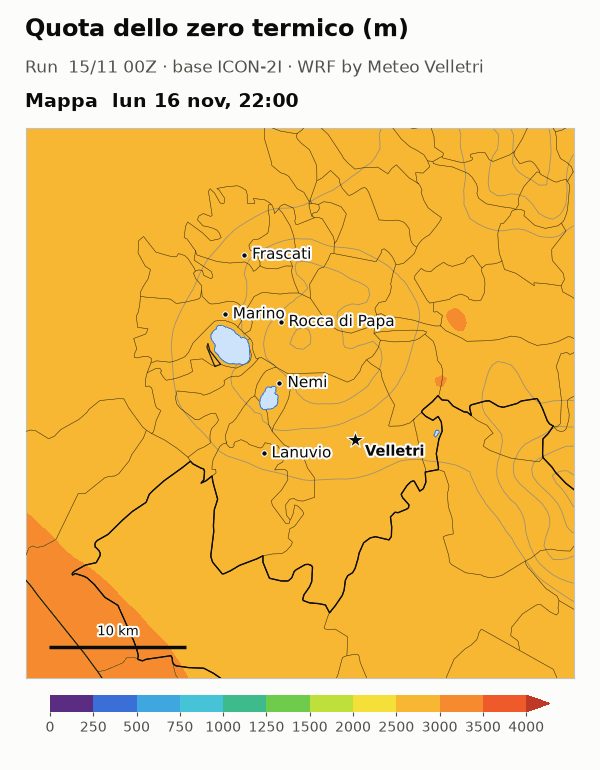 Quota dello zero termico (m)
Run  15/11 00Z · base ICON-2I · WRF by Meteo Velletri
Mappa  lun 16 nov, 22:00
Frascati
Marino
Rocca di Papa
Nemi
Velletri
Lanuvio
10 km
0 250 500 750 1000 1250 1500 2000 2500 3000 3500 4000